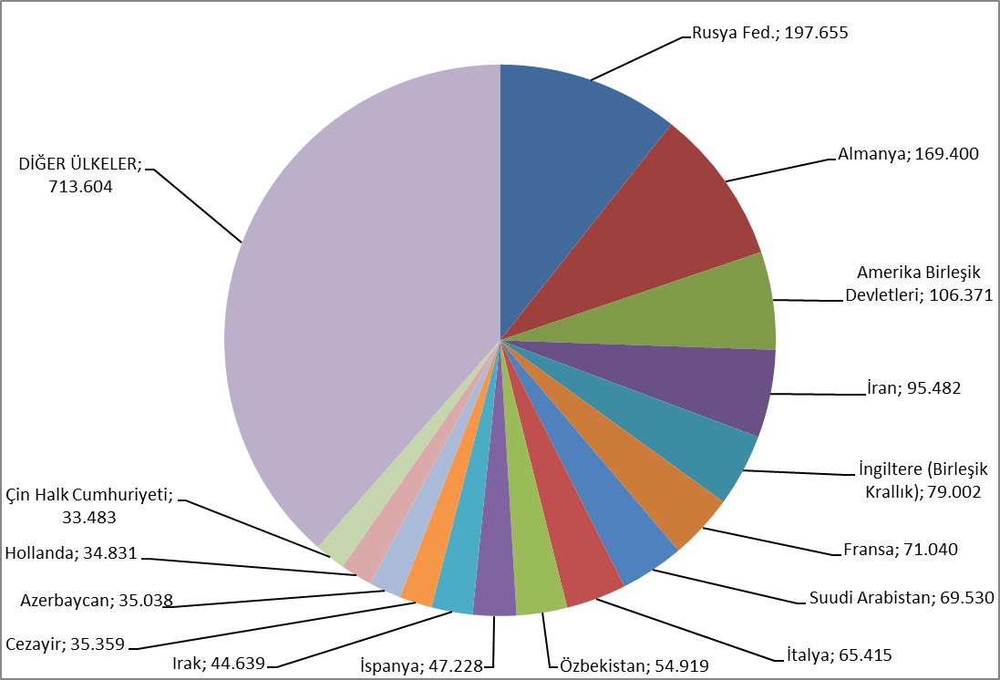 Rusya Fed.; 197.655
Almanya; 169.400
Amerika Birleşik
Devletleri; 106.371
İran; 95.482
İngiltere (Birleşik
Krallık); 79.002
Fransa; 71.040
Suudi Arabistan; 69.530
İtalya; 65.415
Özbekistan; 54.919
İspanya; 47.228
Irak; 44.639
Cezayir; 35.359
Azerbaycan; 35.038
Hollanda; 34.831
Çin Halk Cumhuriyeti;
33.483
DİĞER ÜLKELER;
713.604